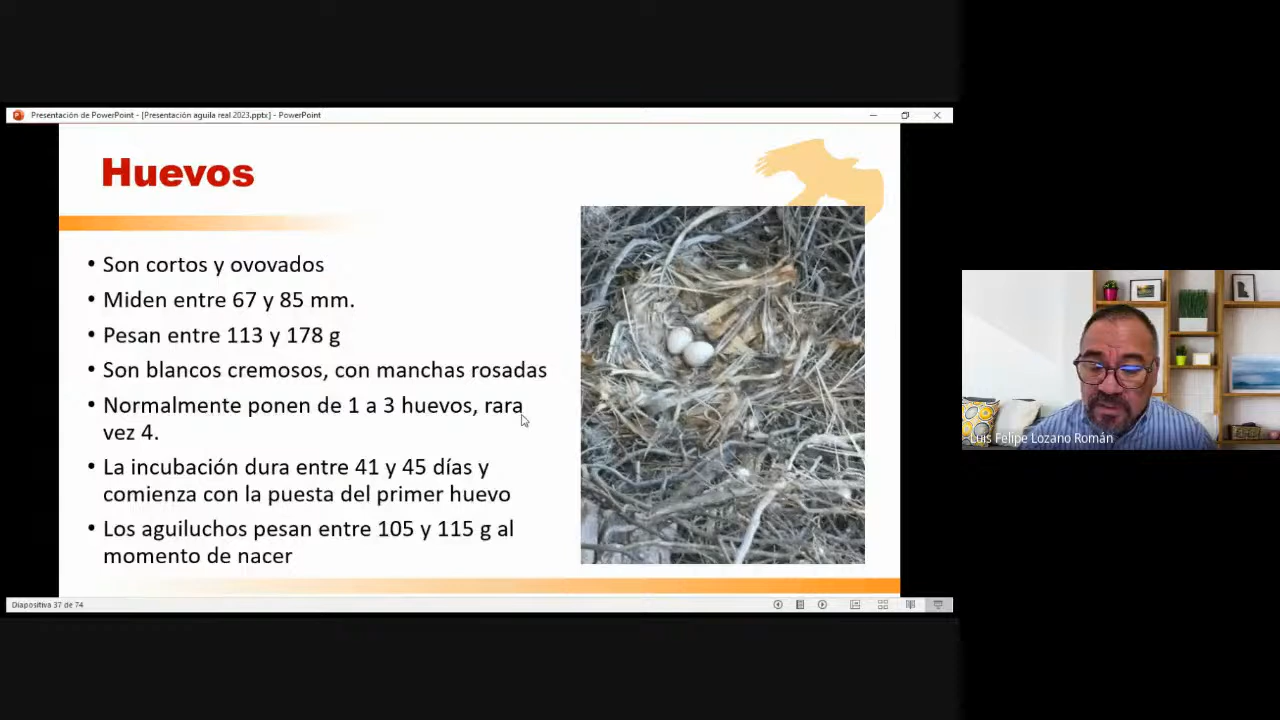 Presentación de PowerPoint - [Presentación aguila real 2023.pptx] - PowerPoint
Huevos
• Son cortos y ovovados
• Miden entre 67 y 85 mm.
• Pesan entre 113 y 178 g
• Son blancos cremosos, con manchas rosadas
• Normalmente ponen de 1 a 3 huevos, rara
vez 4.
• La incubación dura entre 41 y 45 días y
comienza con la puesta del primer huevo
• Los aguiluchos pesan entre 105 y 115 g al
momento de nacer
Diapositiva 37 de 74
Luis Felipe Lozano Román